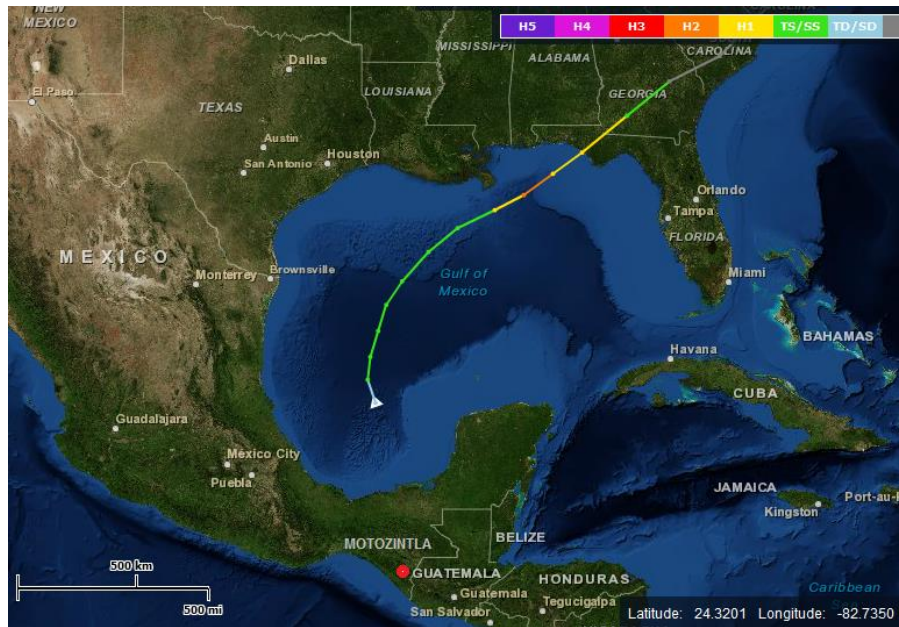 NEW
MEXICO
H5 H4 H3 H2 H1 TS/SS TD/SD
MISSISSIPPI
ALABAMA
CAROLINA
Dallas
El Paso
TEXAS
LOUISIANA
GEORGIA
Austin
San Antonio
Houston
Orlando
Tampa
FLORIDA
MEXICO
Monterrey
Brownsville
Gulf of
Mexico
Miami
BAHAMAS
Havana
CUBA
Guadalajara
México City
Puebla
JAMAICA
Kingston
Port-au-
MOTOZINTLA
BELIZE
GUATEMALA
HONDURAS
Guatemala
Tegucigalpa
San Salvador
Caribbean
500 km
500 mi
Latitude: 24.3201 Longitude: -82.7350